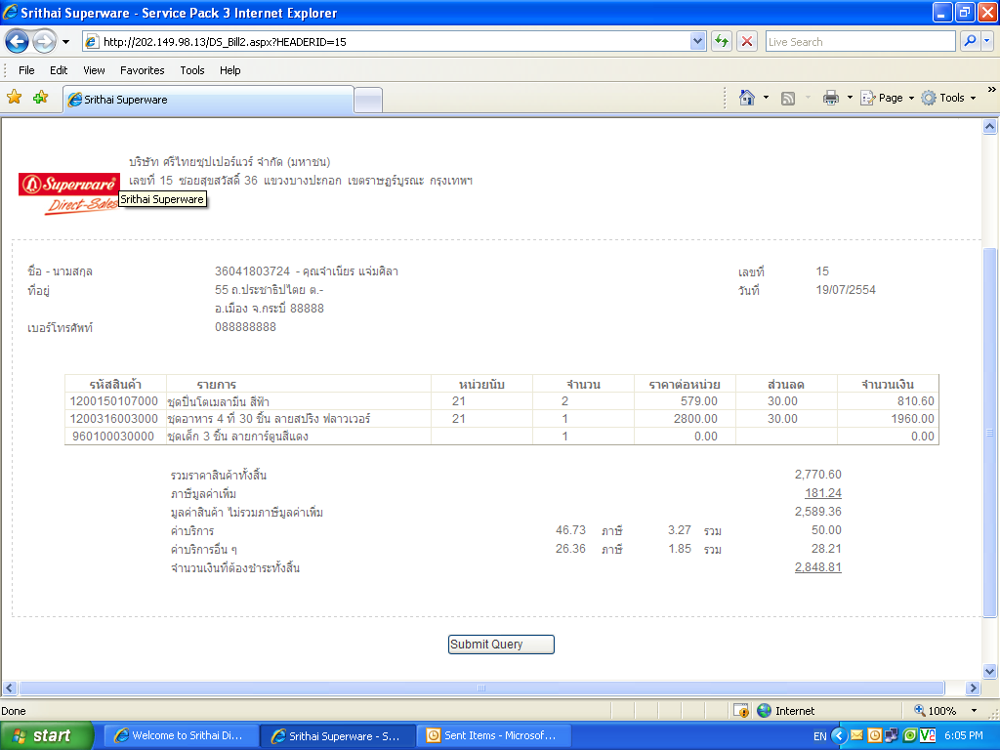 Srithai Superware - Service Pack 3 Internet Explorer
http://202.149.98.13/DS_Bill2.aspx?HEADERID=15
Live Search
File Edit View Favorites Tools Help
Srithai Superware
Page Tools
บริษัท ศรีไทยซุปเปอร์แวร์ จำกัด (มหาชน)
เลขที่ 15 ซอยสุขสวัสดิ์ 36 แขวงบางปะกอก เขตราษฎร์บูรณะ กรุงเทพฯ
Superware
Direct-Sales
Srithai Superware
ชื่อ - นามสกุล 36041803724 - คุณจำเนียร แจ่มศิลา เลขที่ 15
ที่อยู่ 55 ถ.ประชาธิปไตย ต.- วันที่ 19/07/2554
อ.เมือง จ.กระบี่ 88888
เบอร์โทรศัพท์ 088888888
รหัสสินค้า รายการ หน่วยนับ จำนวน ราคาต่อหน่วย ส่วนลด จำนวนเงิน
1200150107000 ชุดปิ่นโตเมลามีน สีฟ้า 21 2 579.00 30.00 810.60
1200316003000 ชุดอาหาร 4 ที่ 30 ชิ้น ลายสปริง ฟลาวเวอร์ 21 1 2800.00 30.00 1960.00
960100030000 ชุดเด็ก 3 ชิ้น ลายการ์ตูนสีแดง 1 0.00 0.00
รวมราคาสินค้าทั้งสิ้น 2,770.60
ภาษีมูลค่าเพิ่ม 181.24
มูลค่าสินค้า ไม่รวมภาษีมูลค่าเพิ่ม 2,589.36
ค่าบริการ 46.73 ภาษี 3.27 รวม 50.00
ค่าบริการอื่น ๆ 26.36 ภาษี 1.85 รวม 28.21
จำนวนเงินที่ต้องชำระทั้งสิ้น 2,848.81
Submit Query
Done Internet 100%
start Welcome to Srithai Di... Srithai Superware - S... Sent Items - Microsof... EN 6:05 PM